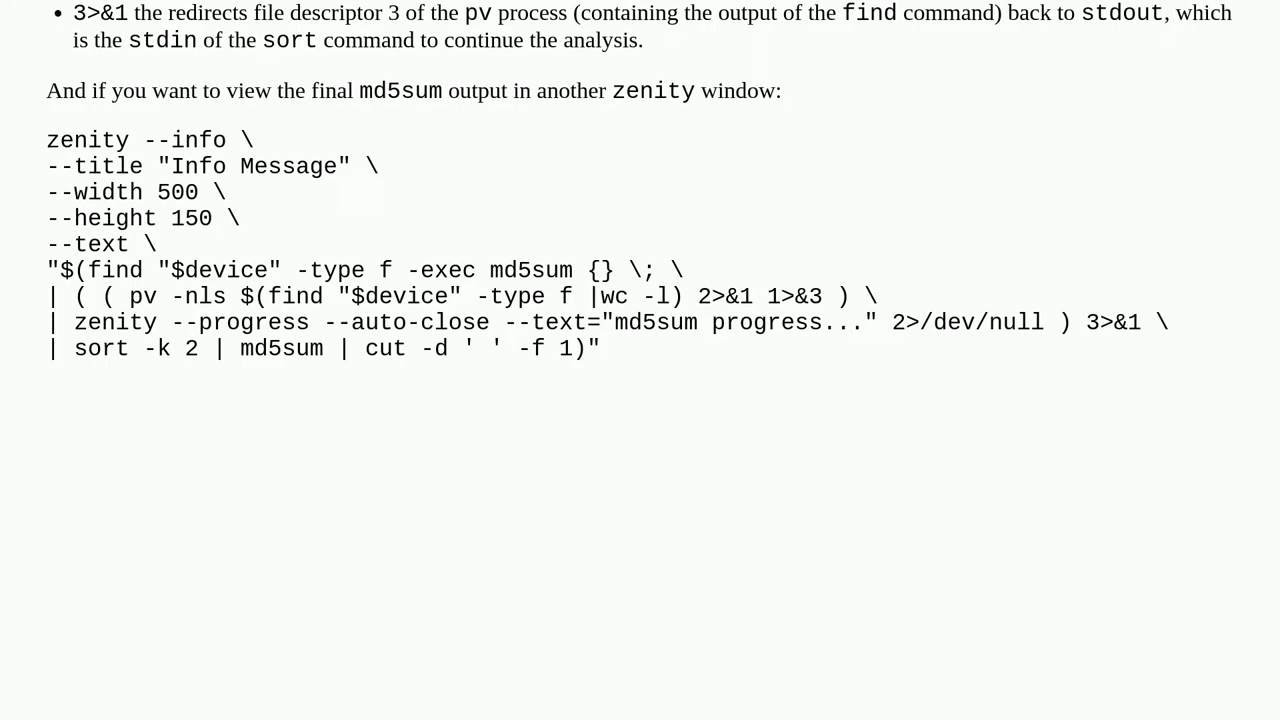 • 3>&1 the redirects file descriptor 3 of the pv process (containing the output of the find command) back to stdout, which
is the stdin of the sort command to continue the analysis.
And if you want to view the final md5sum output in another zenity window:
zenity --info \
--title "Info Message" \
--width 500 \
--height 150 \
--text \
"$(find "$device" -type f -exec md5sum {} \; \
| ( ( pv -nls $(find "$device" -type f |wc -l) 2>&1 1>&3 ) \
| zenity --progress --auto-close --text="md5sum progress..." 2>/dev/null ) 3>&1 \
| sort -k 2 | md5sum | cut -d ' ' -f 1)"